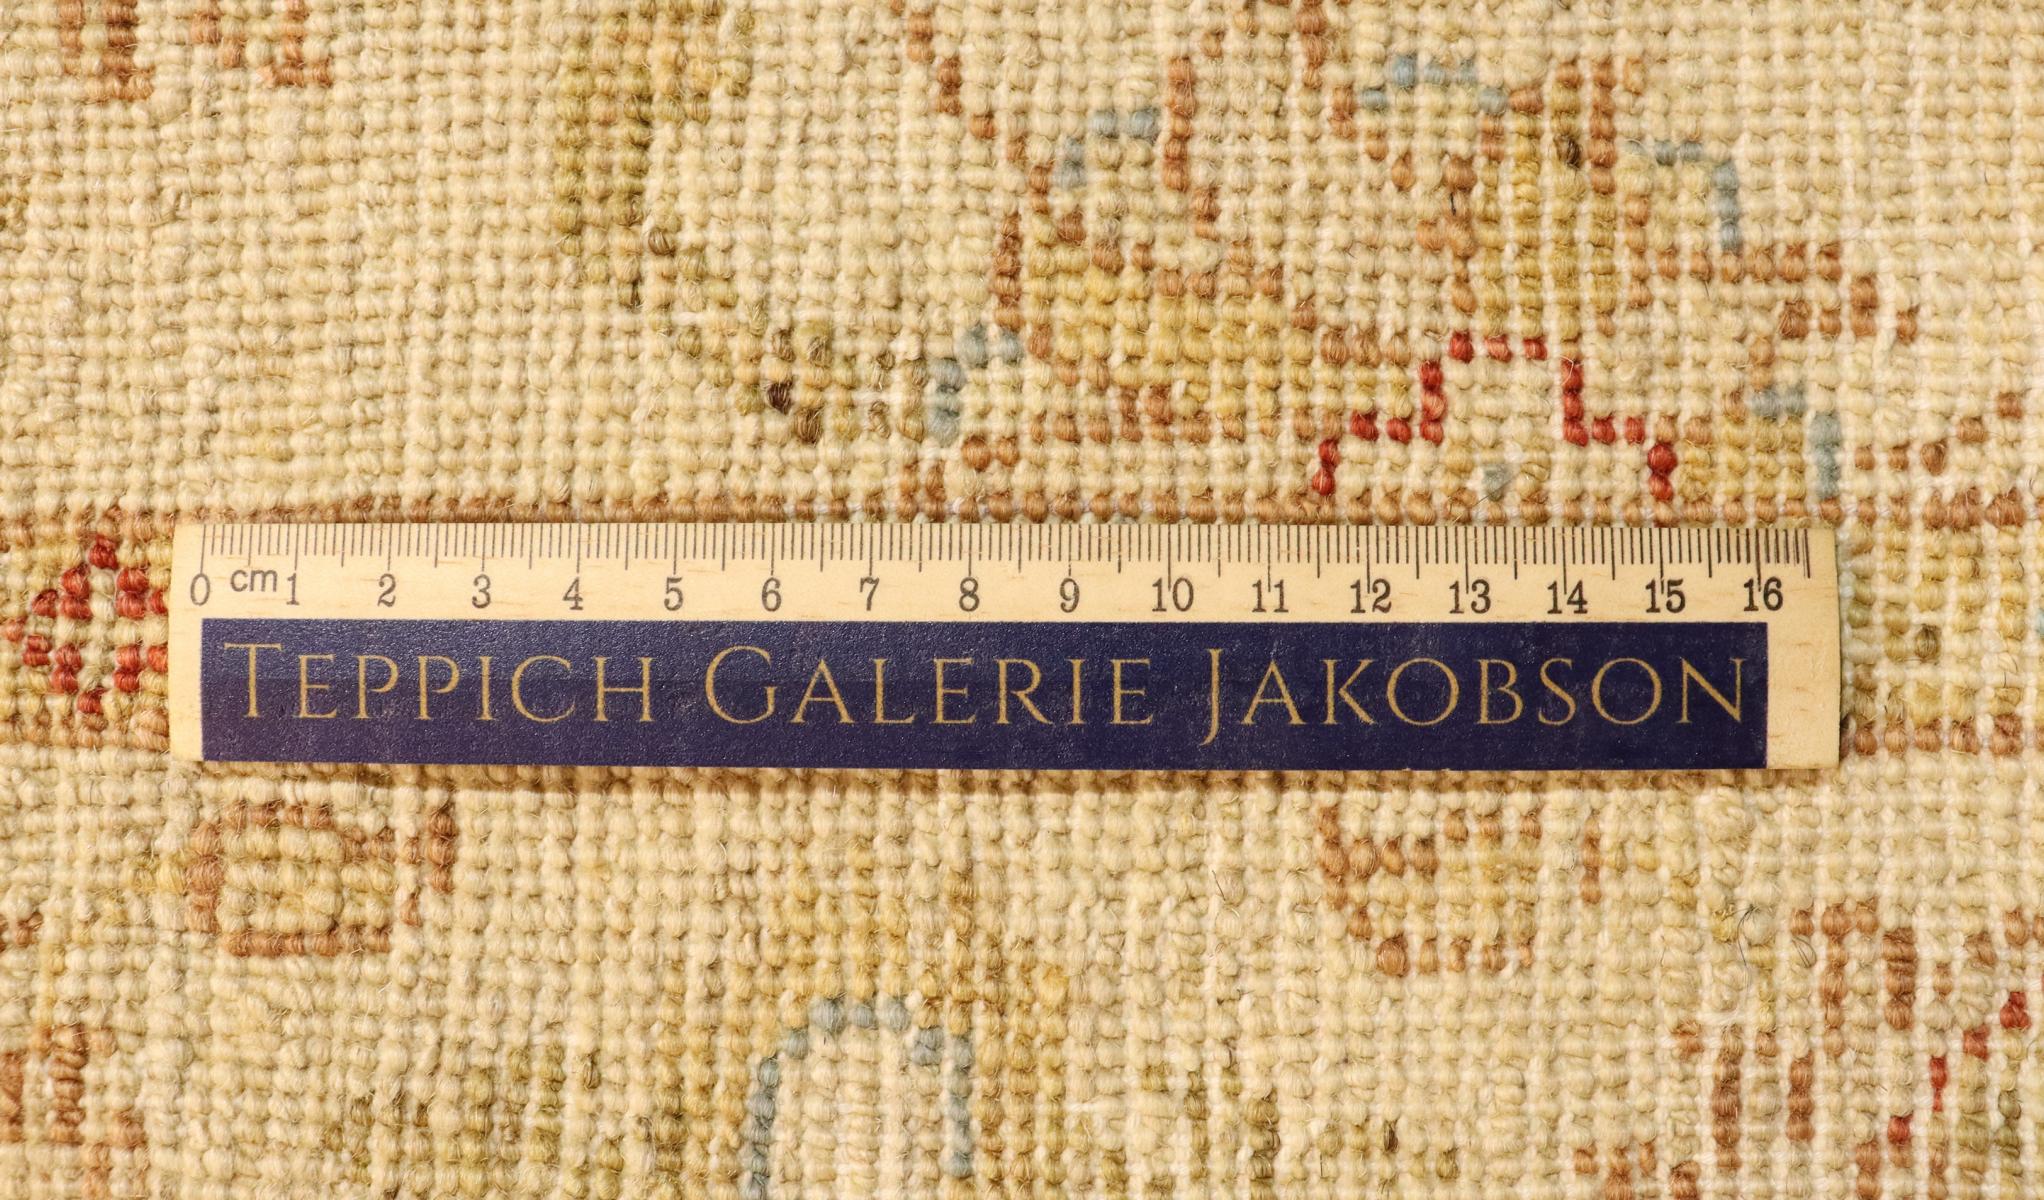 0 cm 1 2 3 4 5 6 7 8 9 10 11 12 13 14 15 16
TEPPICH GALERIE JAKOBSON